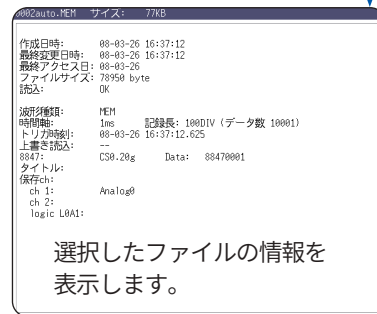 0002auto.MEM サイズ: 77KB
作成日時: 08-03-26 16:37:12
最終変更日時: 08-03-26 16:37:12
最終アクセス日: 08-03-26
ファイルサイズ: 78950 byte
読込: OK
波形種類: MEM
時間軸: 1ms 記録長: 100DIV (データ数 10001)
トリガ時刻: 08-03-26 16:37:12.625
上書き読込: --
8847: CS0.20g Data: 88470001
タイトル:
保存ch:
ch 1: Analog0
ch 2:
logic L0A1:
選択したファイルの情報を
表示します。